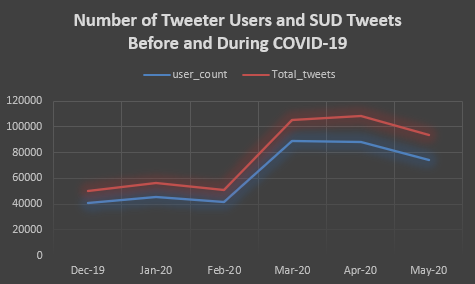 Number of Tweeter Users and SUD Tweets
Before and During COVID-19
user_count Total_tweets
120000
100000
80000
60000
40000
20000
0
Dec-19 Jan-20 Feb-20 Mar-20 Apr-20 May-20